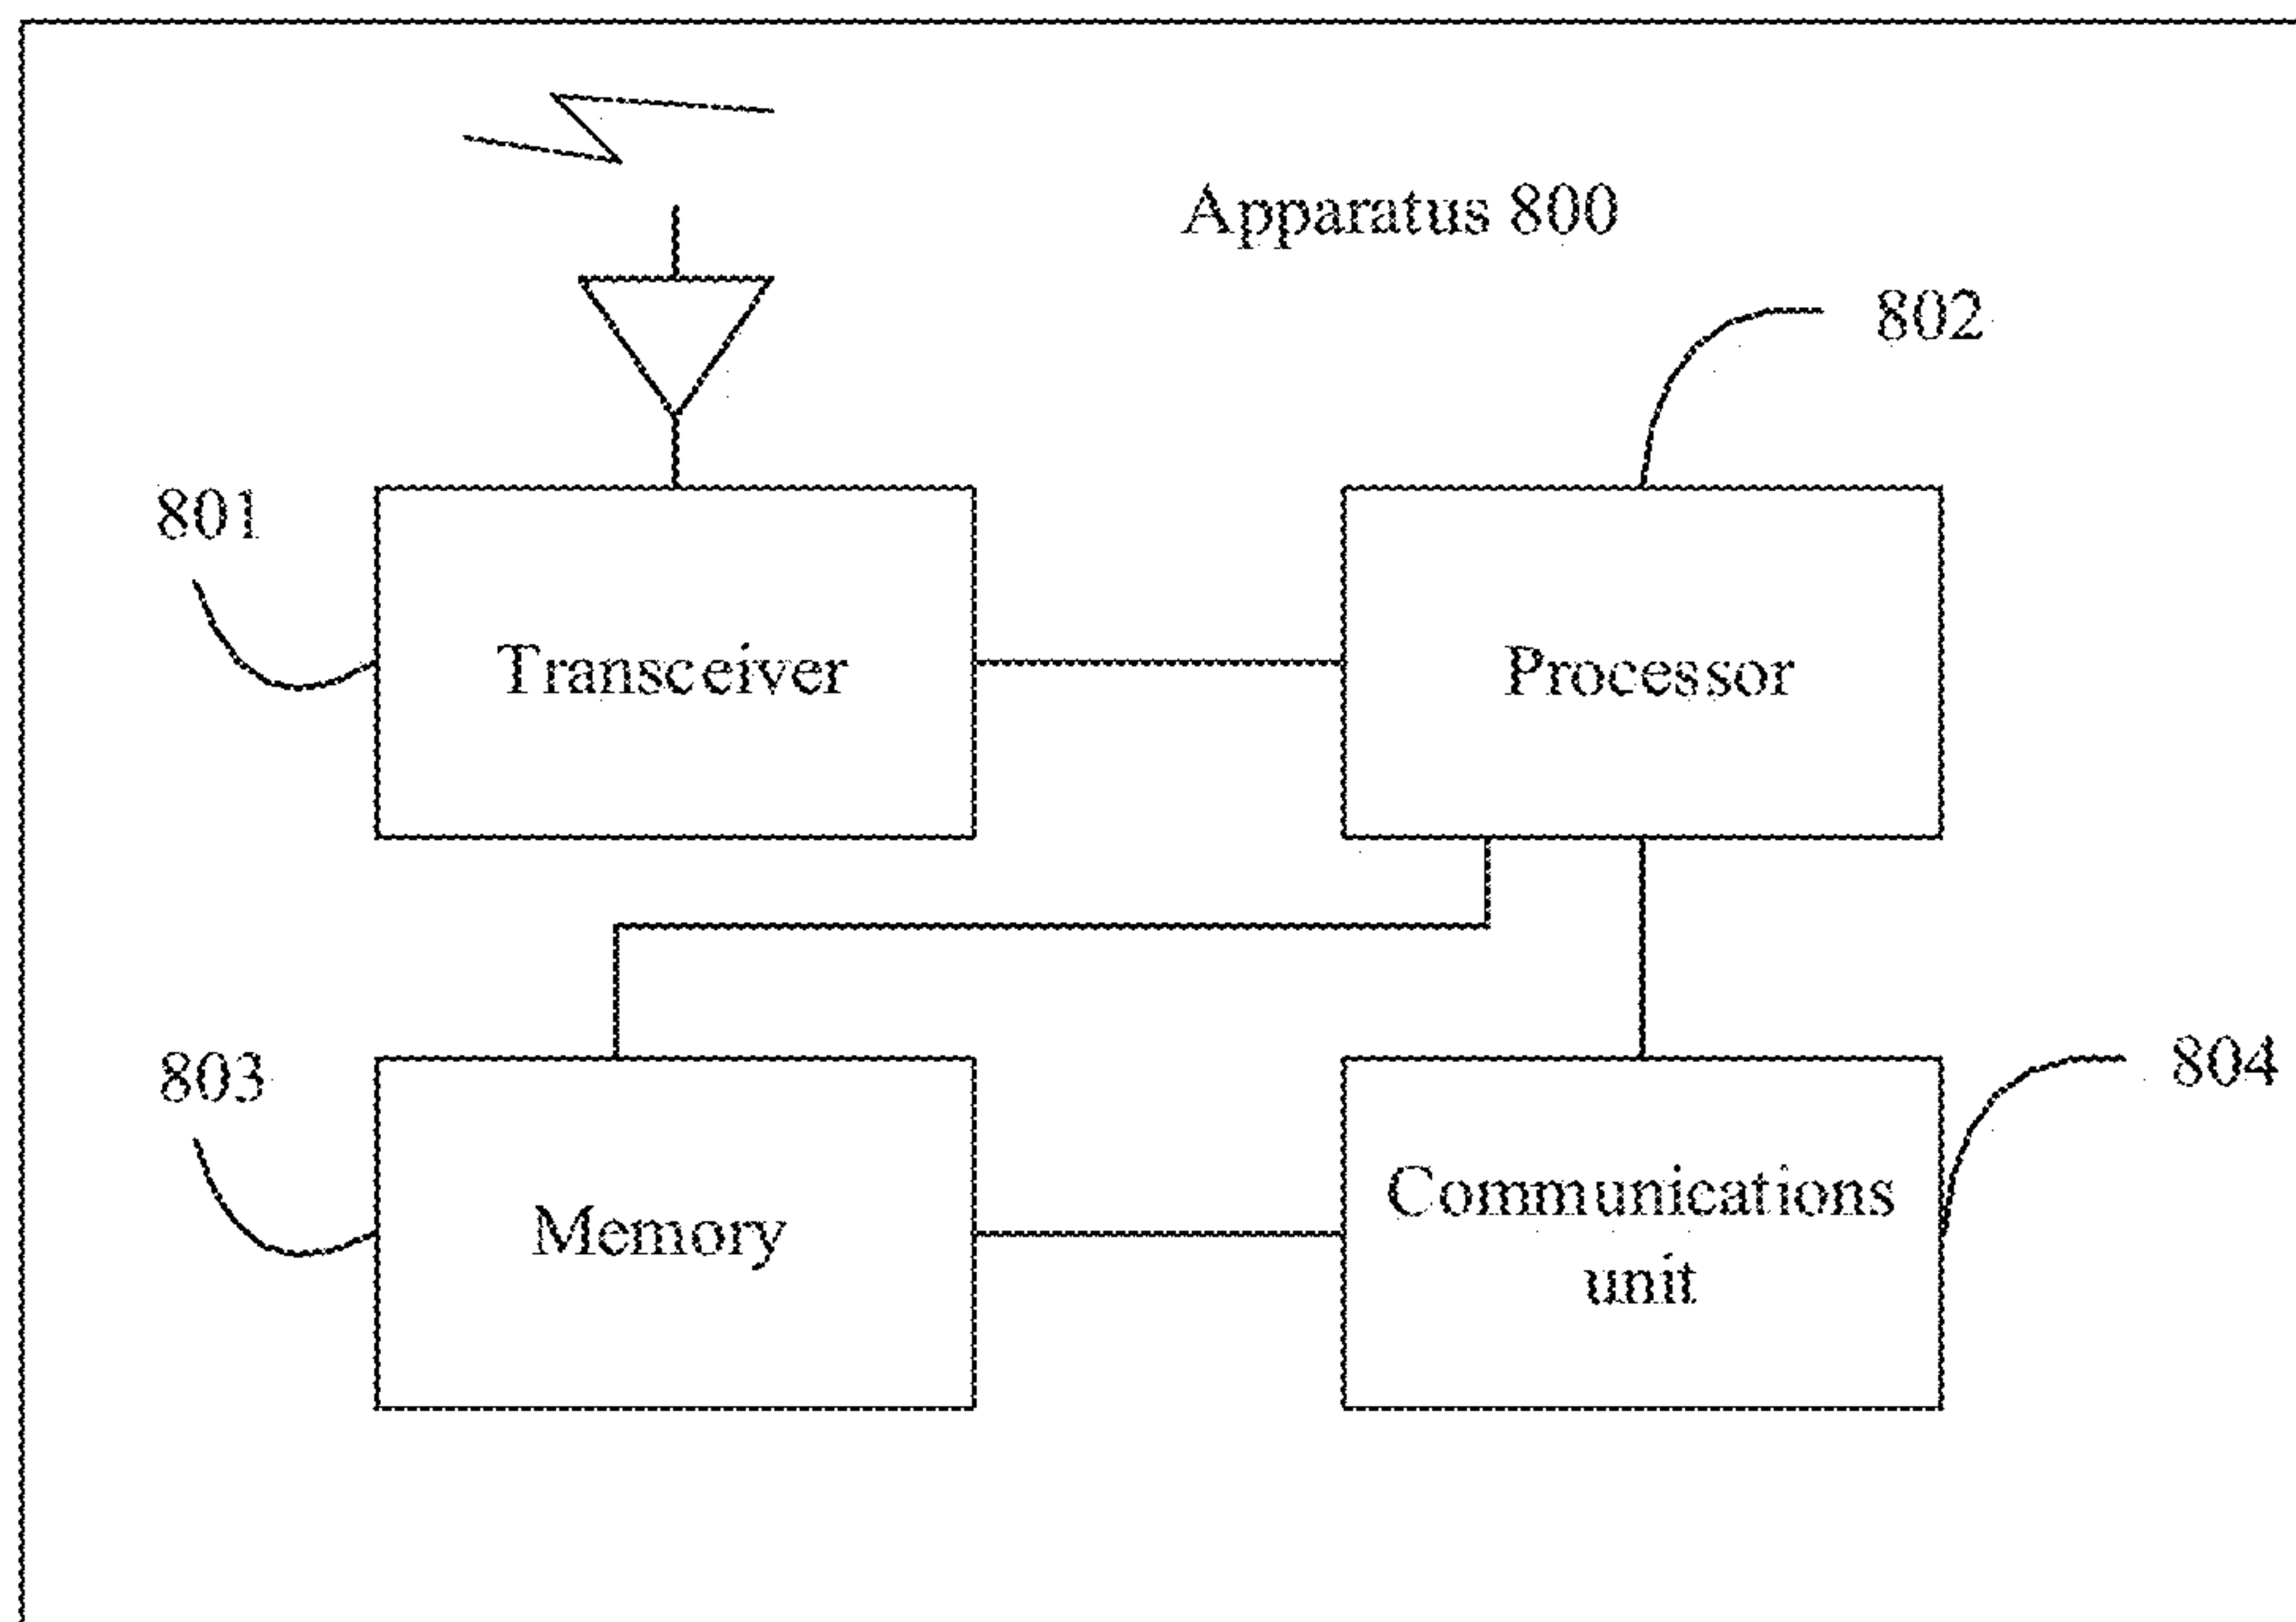 Apparatus 800
802
801
Transceiver
Processor
803
804
Memory
Communications
unit